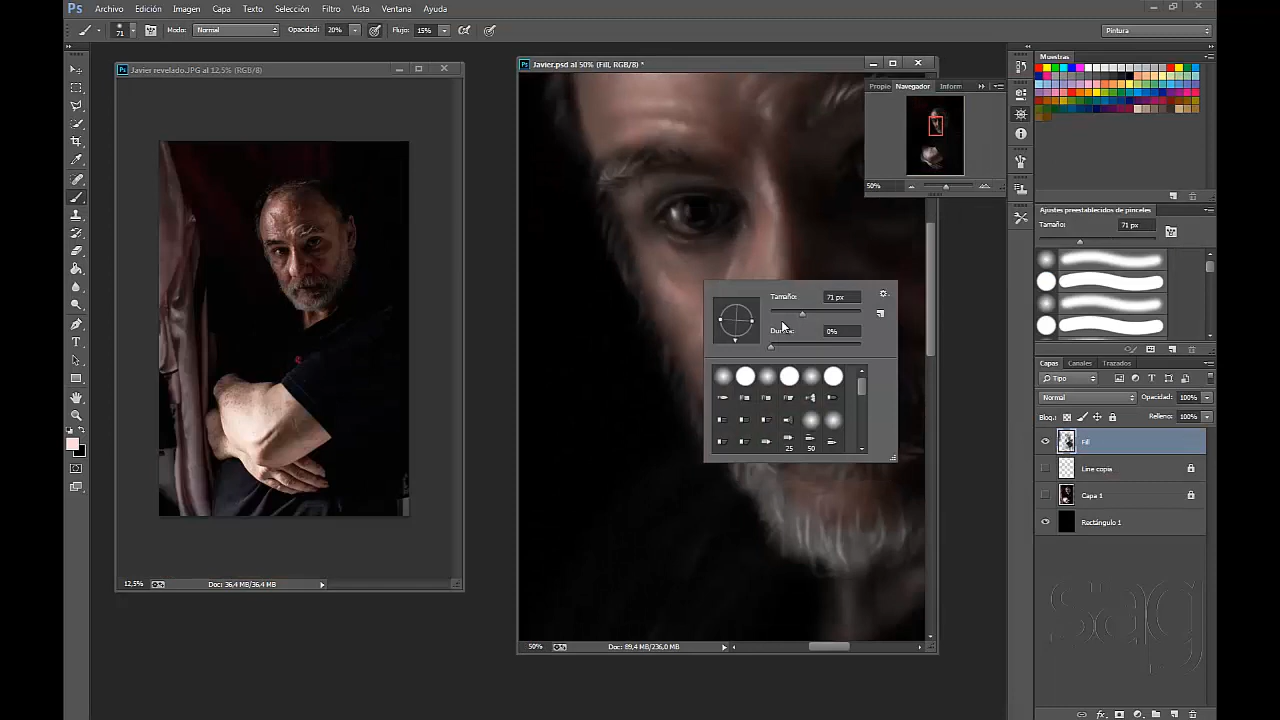 Ps Archivo Edición Imagen Capa Texto Selección Filtro Vista Ventana Ayuda
71 Modo: Normal Opacidad: 20% Flujo: 15% Pintura
Javier revelado.JPG al 12,5% (RGB/8)
Javier.psd al 50% (Fill, RGB/8) *
Propie Navegador Inform
50%
Tamaño: 71 px
0%
25 50
12,5% Doc: 36,4 MB/36,4 MB
50% Doc: 89,4 MB/236,0 MB
Muestras
Ajustes preestablecidos de pinceles
Tamaño: 71 px
Capas Canales Trazados
Tipo
Normal Opacidad: 100%
Bloq.: Relleno: 100%
Fill
Line copia
Capa 1
Rectángulo 1